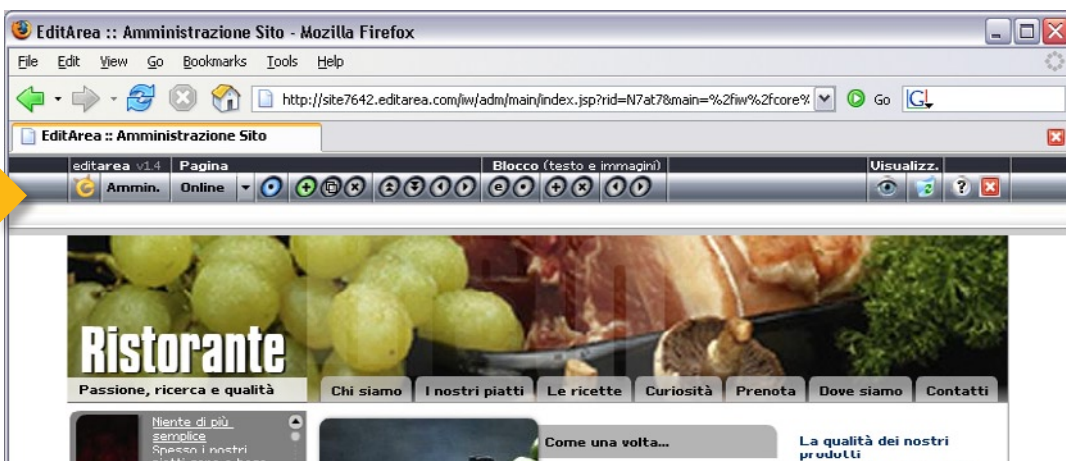 EditArea :: Amministrazione Sito - Mozilla Firefox
File Edit View Go Bookmarks Tools Help
http://site7642.editarea.com/iw/adm/main/index.jsp?rid=N7at7&main=%2fiw%2fcore% Go G
EditArea :: Amministrazione Sito
editarea v1.4 Pagina Blocco (testo e immagini) Visualizz.
Ammin. Online e ?
Ristorante
Passione, ricerca e qualità Chi siamo I nostri piatti Le ricette Curiosità Prenota Dove siamo Contatti
Niente di più
semplice
Spesso i nostri
Come una volta...
La qualità dei nostri
prodotti